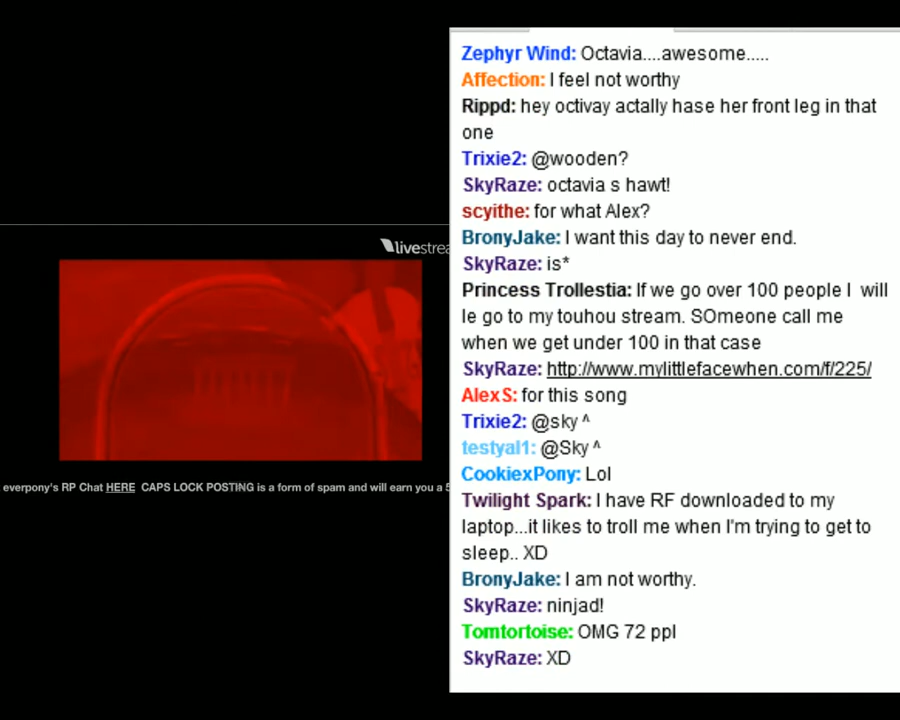 Zephyr Wind: Octavia....awesome.....
Affection: I feel not worthy
Rippd: hey octivay actally hase her front leg in that
one
Trixie2: @wooden?
SkyRaze: octavia s hawt!
scyithe: for what Alex?
BronyJake: I want this day to never end.
SkyRaze: is*
Princess Trollestia: If we go over 100 people I will
le go to my touhou stream. SOmeone call me
when we get under 100 in that case
SkyRaze: http://www.mylittlefacewhen.com/f/225/
AlexS: for this song
Trixie2: @sky ^
testyal1: @Sky ^
CookiexPony: Lol
Twilight Spark: I have RF downloaded to my
laptop...it likes to troll me when I'm trying to get to
sleep.. XD
BronyJake: I am not worthy.
SkyRaze: ninjad!
Tomtortoise: OMG 72 ppl
SkyRaze: XD
livestrea
everpony's RP Chat HERE CAPS LOCK POSTING is a form of spam and will earn you a 5